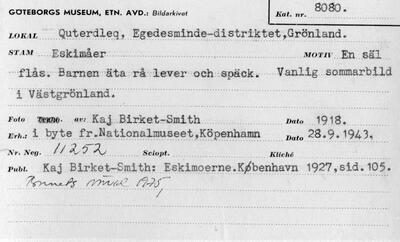 GÖTEBORGS MUSEUM, ETN. AVD.: Bildarkivet Kat. nr. 8080.
LOKAL Quterdleq, Egedesminde-distriktet,Grönland.
STAM Eskimåer MOTIV En säl
flås. Barnen äta rå lever och späck. Vanlig sommarbild
i Västgrönland.
Foto av: Kaj Birket-Smith Dato 1918.
Erh.: i byte fr.Nationalmuseet,Köpenhamn Dato 28.9.1943.
Nr. Neg. 11252 Sciopt. Kliché
Publ. Kaj Birket-Smith: Eskimoerne.København 1927,sid.105.